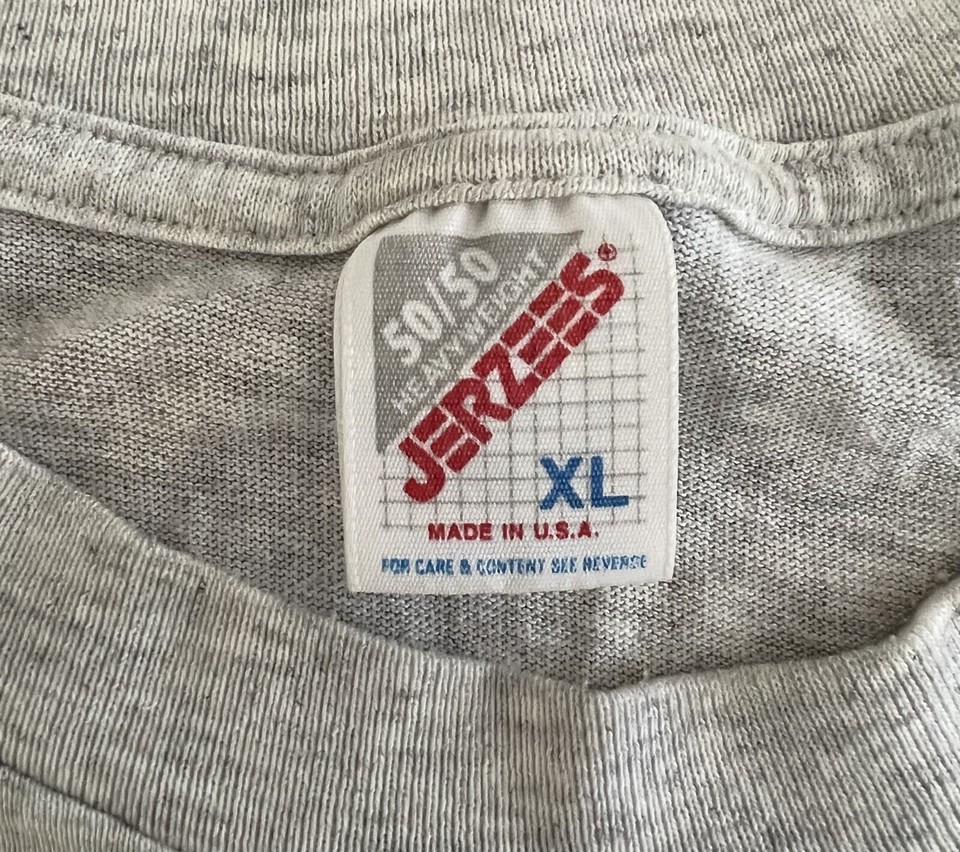 50/50
HEAVYWEIGHT
JERZEES®
XL
MADE IN U.S.A.
FOR CARE & CONTENT SEE REVERSE